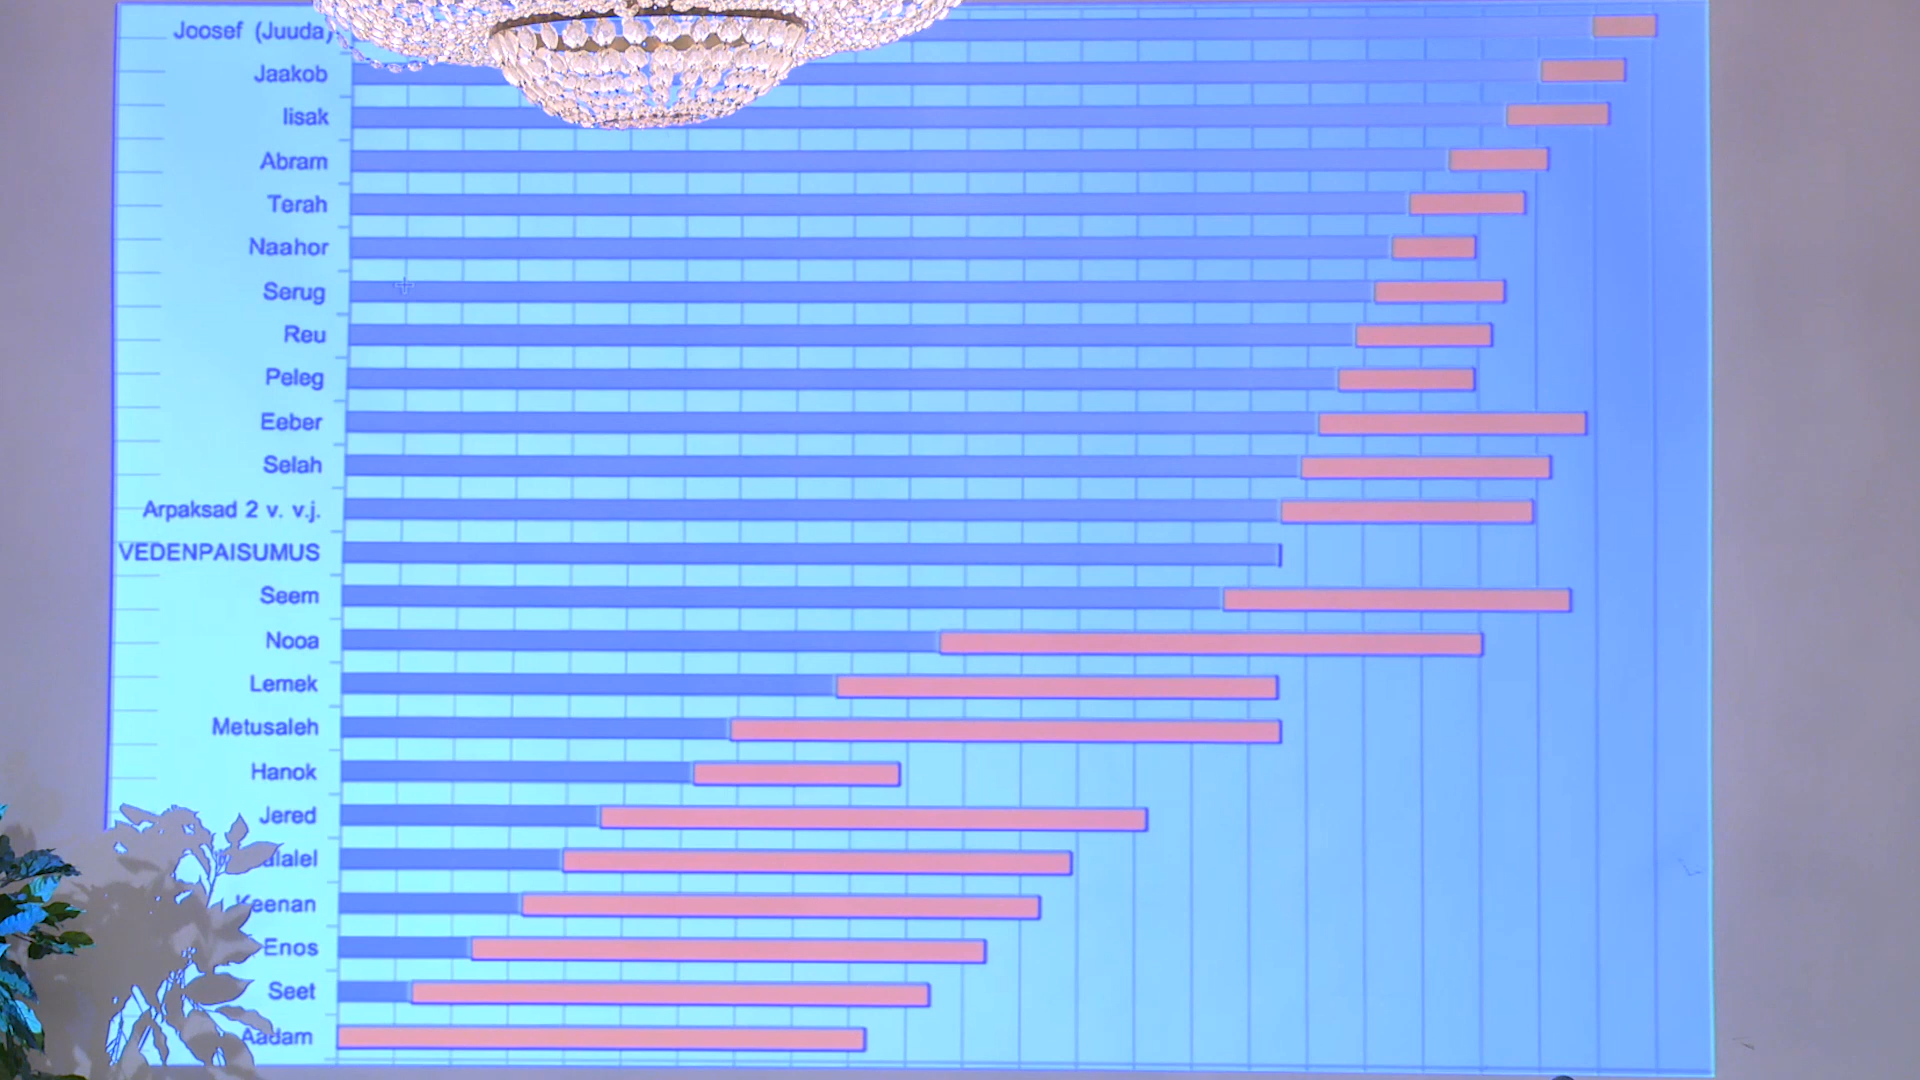 Joosef (Juuda)
Jaakob
Iisak
Abram
Terah
Naahor
Serug
Reu
Peleg
Eeber
Selah
Arpaksad 2 v. v.j.
VEDENPAISUMUS
Seem
Nooa
Lemek
Metusaleh
Hanok
Jered
alalel
Keenan
Enos
Seet
Aadam